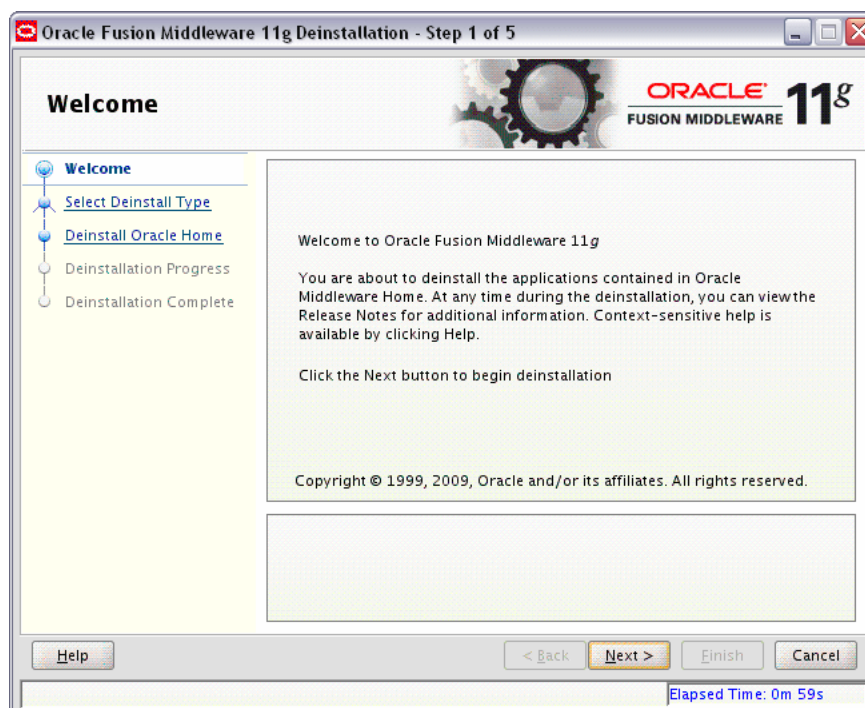 Oracle Fusion Middleware 11g Deinstallation - Step 1 of 5
Welcome
ORACLE® 11g
FUSION MIDDLEWARE
Welcome
Select Deinstall Type
Deinstall Oracle Home
Deinstallation Progress
Deinstallation Complete
Welcome to Oracle Fusion Middleware 11g
You are about to deinstall the applications contained in Oracle
Middleware Home. At any time during the deinstallation, you can view the
Release Notes for additional information. Context-sensitive help is
available by clicking Help.
Click the Next button to begin deinstallation
Copyright © 1999, 2009, Oracle and/or its affiliates. All rights reserved.
Help
< Back
Next >
Finish
Cancel
Elapsed Time: 0m 59s